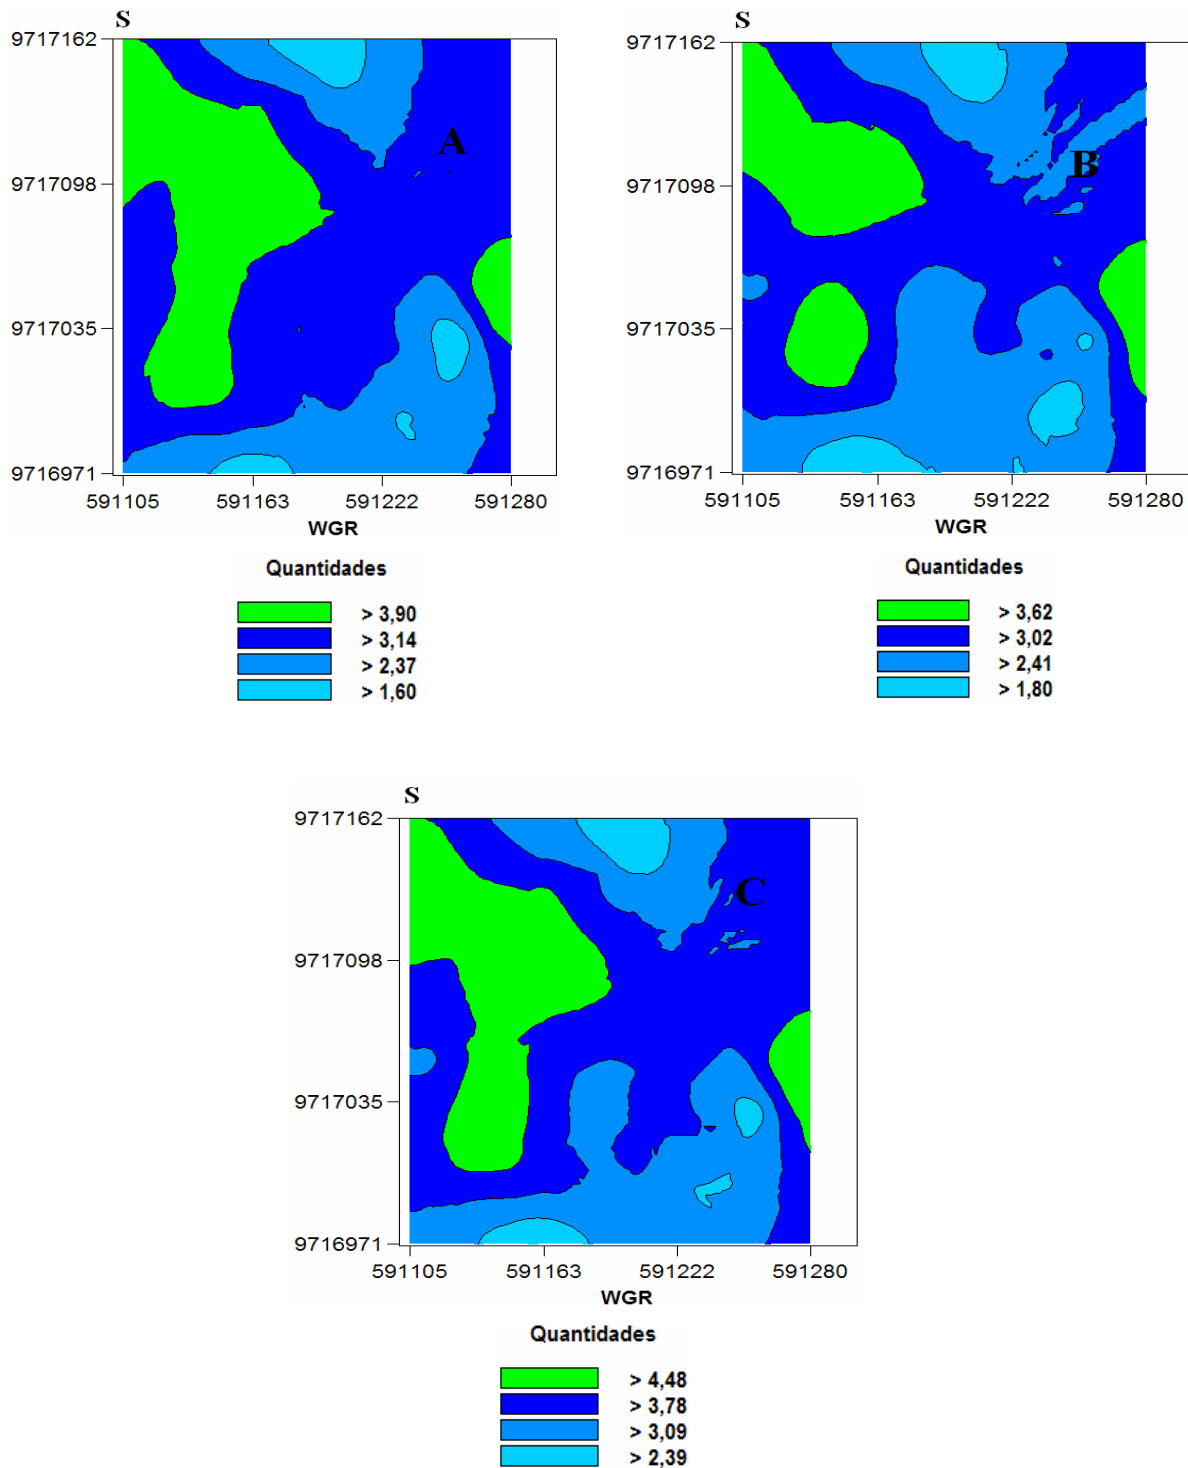 S
9717162
A
9717098
9717035
9716971
591105 591163 591222 591280
WGR
Quantidades
> 3,90
> 3,14
> 2,37
> 1,60
S
9717162
B
9717098
9717035
9716971
591105 591163 591222 591280
WGR
Quantidades
> 3,62
> 3,02
> 2,41
> 1,80
S
9717162
C
9717098
9717035
9716971
591105 591163 591222 591280
WGR
Quantidades
> 4,48
> 3,78
> 3,09
> 2,39